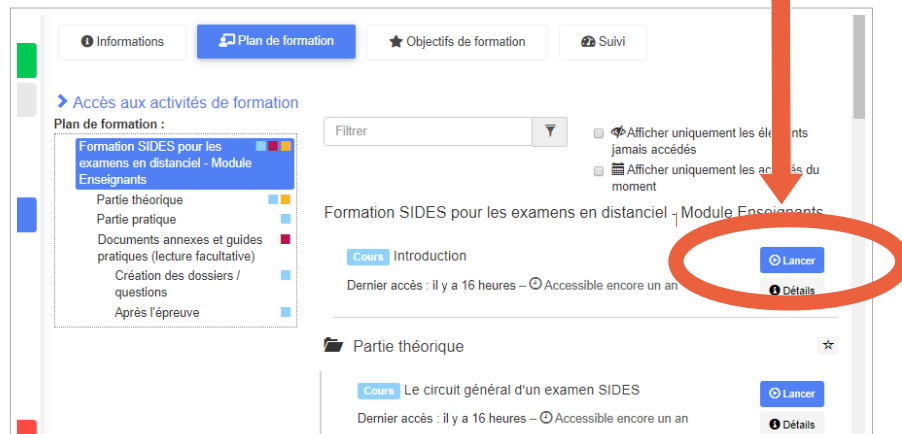 Informations
Plan de formation
Objectifs de formation
Suivi
Accès aux activités de formation
Plan de formation :
Formation SIDES pour les
examens en distanciel - Module
Enseignants
Partie théorique
Partie pratique
Documents annexes et guides
pratiques (lecture facultative)
Création des dossiers /
questions
Après l'épreuve
Filtrer
Afficher uniquement les éléments
jamais accédés
Afficher uniquement les activités du
moment
Formation SIDES pour les examens en distanciel - Module Enseignants
Cours Introduction
Lancer
Dernier accès : il y a 16 heures – Accessible encore un an
Détails
Partie théorique
Cours Le circuit général d'un examen SIDES
Lancer
Dernier accès : il y a 16 heures – Accessible encore un an
Détails